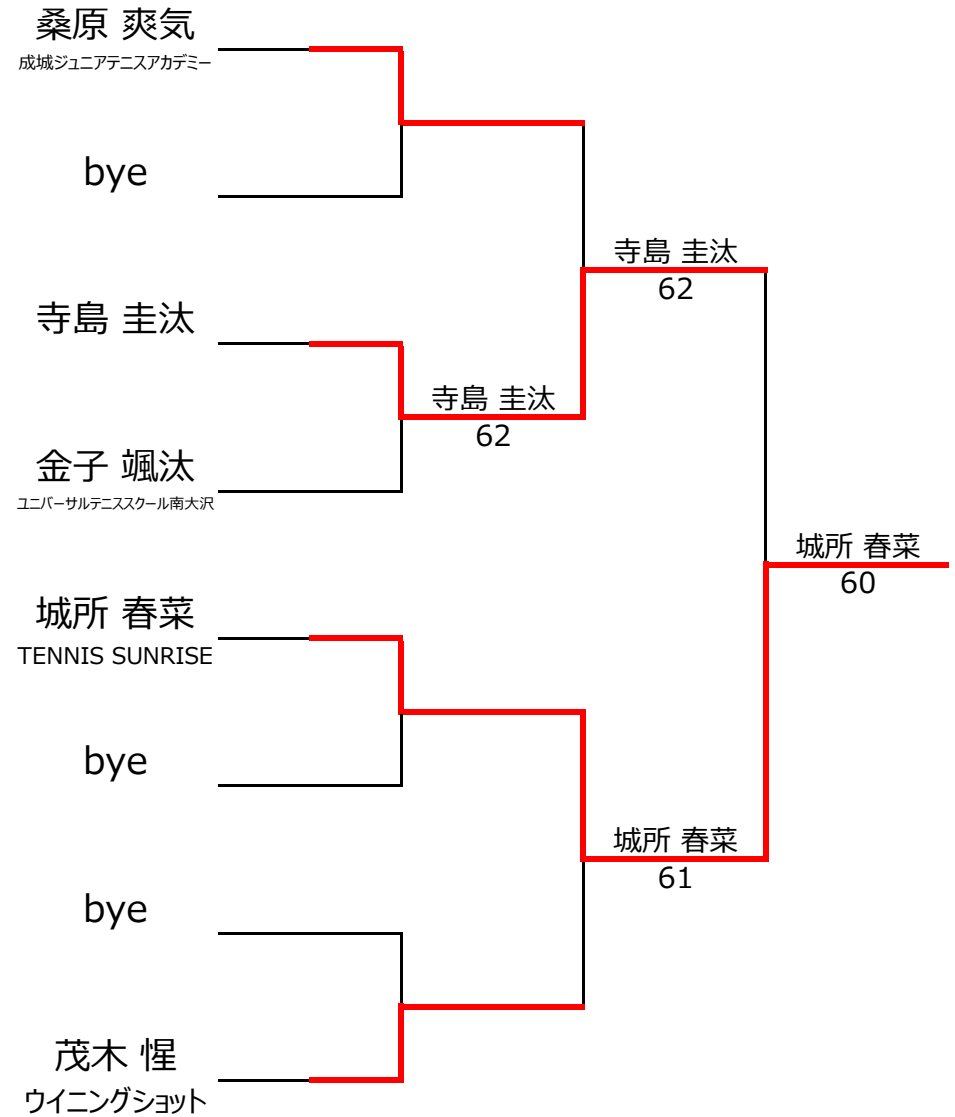 桑原 爽気
成城ジュニアテニスアカデミー
bye
寺島 圭汰
62
寺島 圭汰
寺島 圭汰
62
金子 颯汰
ユニバーサルテニススクール南大沢
城所 春菜
60
城所 春菜
TENNIS SUNRISE
bye
城所 春菜
61
bye
茂木 惺
ウイニングショット